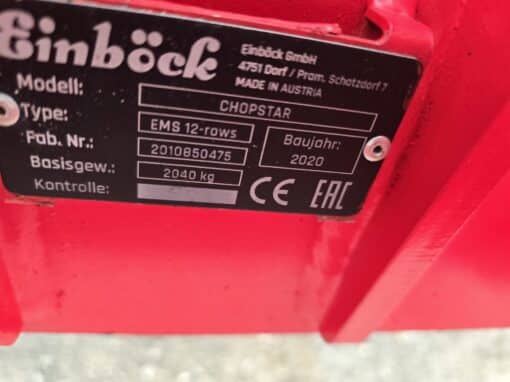 Einböck
Einböck GmbH
4751 Dorf / Pram, Schatzdorf 7
MADE IN AUSTRIA
Modell: CHOPSTAR
Type: EMS 12-rows
Fab. Nr.: 2010850475
Baujahr: 2020
Basisgew.: 2040 kg
Kontrolle:
CE EAC